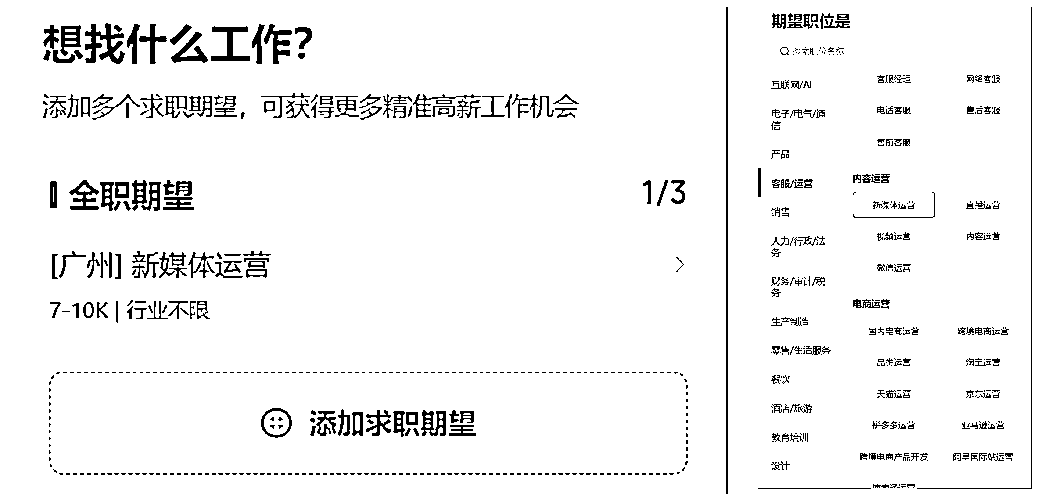 想找什么工作?
添加多个求职期望，可获得更多精准高薪工作机会
全职期望
1/3
[广州] 新媒体运营
7-10K | 行业不限
添加求职期望
期望职位是
搜索职位名称
互联网/AI
电子/电气/通
信
产品
客服/运营
销售
人力/行政/法
务
财务/审计/税
务
生产制造
零售/生活服务
餐饮
酒店/旅游
教育培训
设计
客服经理
网络客服
电话客服
售后客服
售前客服
内容运营
新媒体运营
直播运营
视频运营
内容运营
微信运营
电商运营
国内电商运营
跨境电商运营
品类运营
淘宝运营
天猫运营
京东运营
拼多多运营
亚马逊运营
跨境电商产品开发
阿里国际站运营